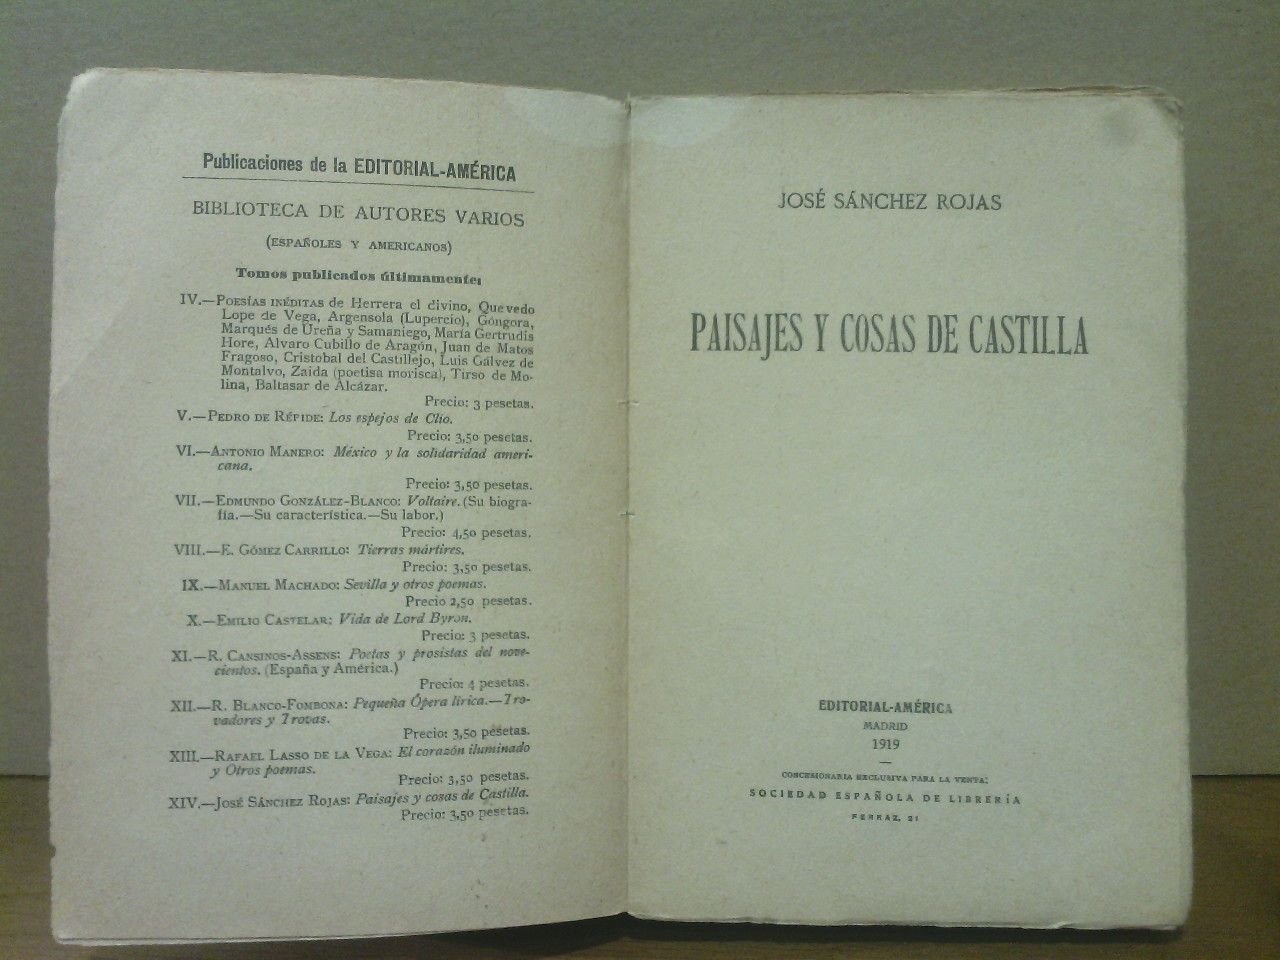 Publicaciones de la EDITORIAL-AMÉRICA
BIBLIOTECA DE AUTORES VARIOS
(ESPAÑOLES Y AMERICANOS)
Tomos publicados últimamente:
IV.—POESÍAS INÉDITAS de Herrera el divino, Quevedo
Lope de Vega, Argensola (Lupercio), Góngora,
Marqués de Ureña y Samaniego, María Gertrudis
Hore, Alvaro Cubillo de Aragón, Juan de Matos
Fragoso, Cristobal del Castillejo, Luis Gálvez de
Montalvo, Zaida (poetisa morisca), Tirso de Mo-
lina, Baltasar de Alcázar.
Precio: 3 pesetas.
V.—PEDRO DE RÉPIDE: Los espejos de Clio.
Precio: 3,50 pesetas.
VI.—ANTONIO MANERO: México y la solidaridad ameri-
cana.
Precio: 3,50 pesetas.
VII.—EDMUNDO GONZÁLEZ-BLANCO: Voltaire. (Su biogra-
fía.—Su característica.—Su labor.)
Precio: 4,50 pesetas.
VIII.—E. GÓMEZ CARRILLO: Tierras mártires.
Precio: 3,50 pesetas.
IX.—MANUEL MACHADO: Sevilla y otros poemas.
Precio 2,50 pesetas.
X.—EMILIO CASTELAR: Vida de Lord Byron.
Precio: 3 pesetas.
XI.—R. CANSINOS-ASSENS: Poetas y prosistas del nove-
cientos. (España y América.)
Precio: 4 pesetas.
XII.—R. BLANCO-FOMBONA: Pequeña Ópera lírica.—Tro-
vadores y Trovas.
Precio: 3,50 pesetas.
XIII.—RAFAEL LASSO DE LA VEGA: El corazón iluminado
y Otros poemas.
Precio: 3,50 pesetas.
XIV.—JOSÉ SÁNCHEZ ROJAS: Paisajes y cosas de Castilla.
Precio: 3,50 pesetas.
JOSÉ SÁNCHEZ ROJAS
PAISAJES Y COSAS DE CASTILLA
EDITORIAL-AMÉRICA
MADRID
1919
—
CONCESIONARIA EXCLUSIVA PARA LA VENTA:
SOCIEDAD ESPAÑOLA DE LIBRERÍA
FERRAZ, 21